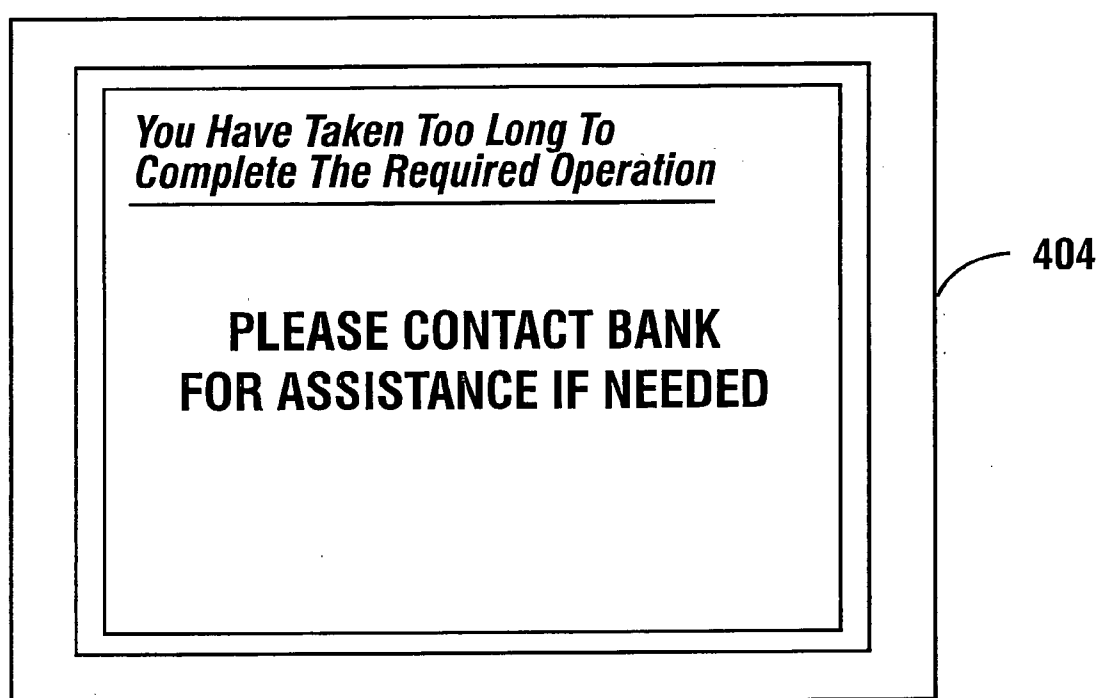 You Have Taken Too Long To
Complete The Required Operation
PLEASE CONTACT BANK
FOR ASSISTANCE IF NEEDED
404